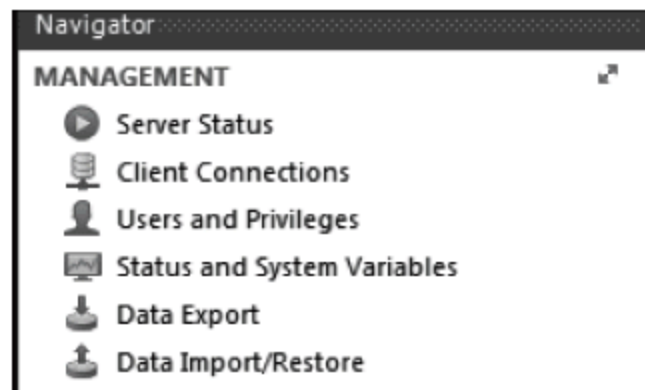 Navigator
MANAGEMENT
Server Status
Client Connections
Users and Privileges
Status and System Variables
Data Export
Data Import/Restore